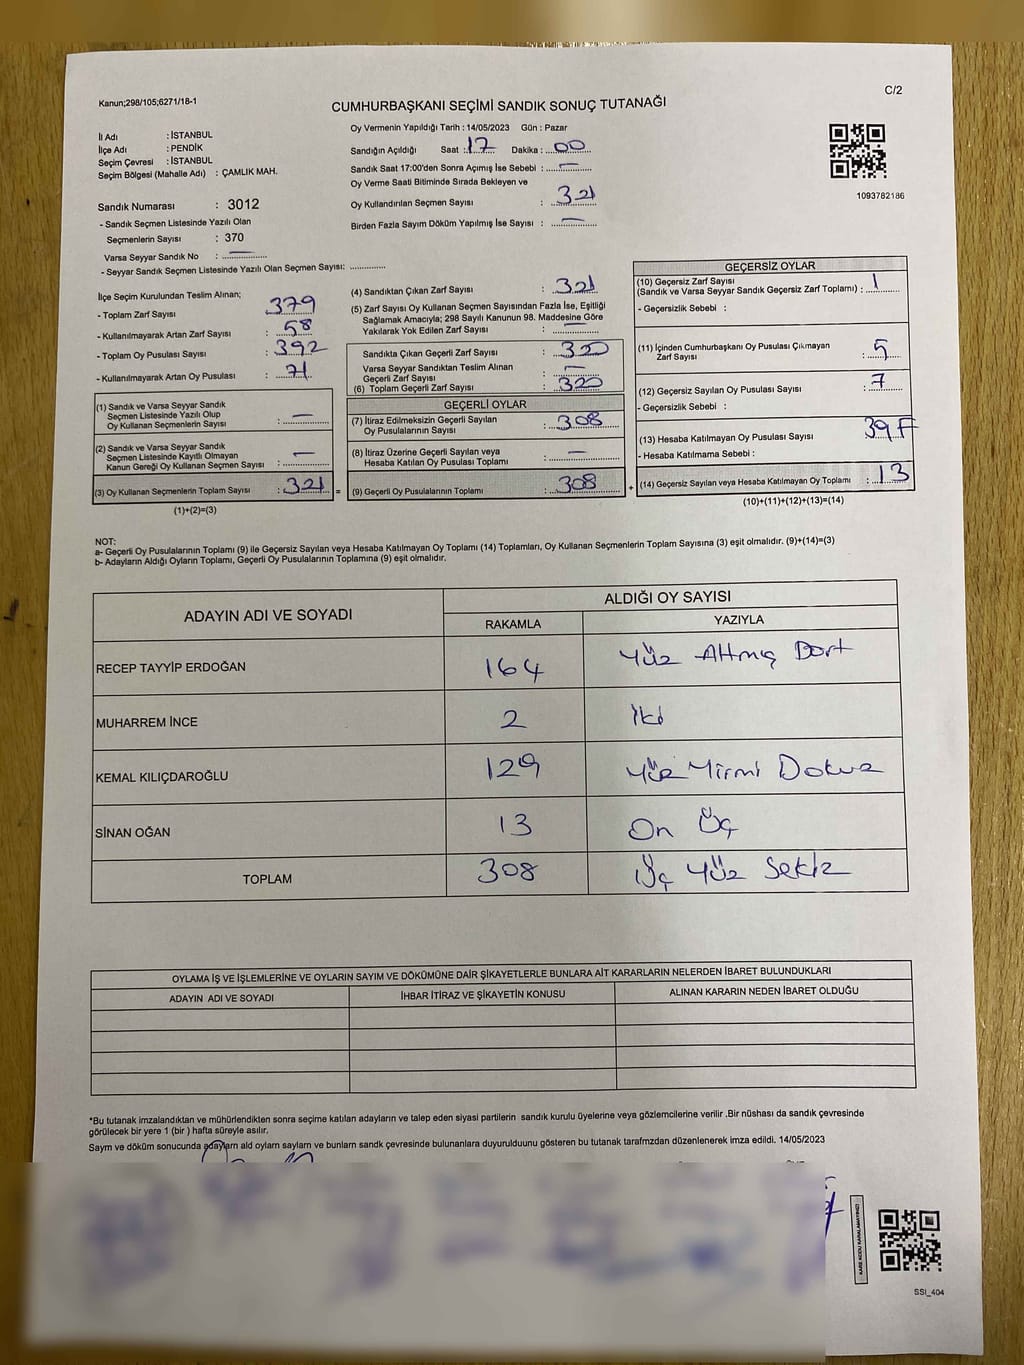 Kanun;298/105;6271/18-1
C/2
CUMHURBAŞKANI SEÇİMİ SANDIK SONUÇ TUTANAĞI
İl Adı : İSTANBUL
İlçe Adı : PENDİK
Seçim Çevresi : İSTANBUL
Seçim Bölgesi (Mahalle Adı) : ÇAMLIK MAH.
Sandık Numarası : 3012
- Sandık Seçmen Listesinde Yazılı Olan
Seçmenlerin Sayısı : 370
Varsa Seyyar Sandık No : —
- Seyyar Sandık Seçmen Listesinde Yazılı Olan Seçmen Sayısı: ..............
Oy Vermenin Yapıldığı Tarih : 14/05/2023 Gün : Pazar
Sandığın Açıldığı Saat : 17 Dakika : 00
Sandık Saat 17:00'den Sonra Açımış İse Sebebi : —
Oy Verme Saati Bitiminde Sırada Bekleyen ve
Oy Kullandırılan Seçmen Sayısı : 321
Birden Fazla Sayım Döküm Yapılmış İse Sayısı : —
1093782186
İlçe Seçim Kurulundan Teslim Alınan;
- Toplam Zarf Sayısı : 379
- Kullanılmayarak Artan Zarf Sayısı : 58
- Toplam Oy Pusulası Sayısı : 392
- Kullanılmayarak Artan Oy Pusulası : 71
(1) Sandık ve Varsa Seyyar Sandık
Seçmen Listesinde Yazılı Olup
Oy Kullanan Seçmenlerin Sayısı : —
(2) Sandık ve Varsa Seyyar Sandık
Seçmen Listesinde Kayıtlı Olmayan
Kanun Gereği Oy Kullanan Seçmen Sayısı : —
(3) Oy Kullanan Seçmenlerin Toplam Sayısı : 321 =
(1)+(2)=(3)
(4) Sandıktan Çıkan Zarf Sayısı : 321
(5) Zarf Sayısı Oy Kullanan Seçmen Sayısından Fazla İse, Eşitliği
Sağlamak Amacıyla; 298 Sayılı Kanunun 98. Maddesine Göre
Yakılarak Yok Edilen Zarf Sayısı : —
Sandıkta Çıkan Geçerli Zarf Sayısı : 320
Varsa Seyyar Sandıktan Teslim Alınan
Geçerli Zarf Sayısı : —
(6) Toplam Geçerli Zarf Sayısı : 320
GEÇERLİ OYLAR
(7) İtiraz Edilmeksizin Geçerli Sayılan
Oy Pusulalarının Sayısı : 308
(8) İtiraz Üzerine Geçerli Sayılan veya
Hesaba Katılan Oy Pusulası Toplamı : —
(9) Geçerli Oy Pusulalarının Toplamı : 308 +
GEÇERSİZ OYLAR
(10) Geçersiz Zarf Sayısı
(Sandık ve Varsa Seyyar Sandık Geçersiz Zarf Toplamı) : 1
- Geçersizlik Sebebi :
(11) İçinden Cumhurbaşkanı Oy Pusulası Çıkmayan
Zarf Sayısı : 5
(12) Geçersiz Sayılan Oy Pusulası Sayısı : 7
- Geçersizlik Sebebi :
(13) Hesaba Katılmayan Oy Pusulası Sayısı
- Hesaba Katılmama Sebebi :
(14) Geçersiz Sayılan veya Hesaba Katılmayan Oy Toplamı : 13
(10)+(11)+(12)+(13)=(14)
NOT:
a- Geçerli Oy Pusulalarının Toplamı (9) ile Geçersiz Sayılan veya Hesaba Katılmayan Oy Toplamı (14) Toplamları, Oy Kullanan Seçmenlerin Toplam Sayısına (3) eşit olmalıdır. (9)+(14)=(3)
b- Adayların Aldığı Oyların Toplamı, Geçerli Oy Pusulalarının Toplamına (9) eşit olmalıdır.
ADAYIN ADI VE SOYADI ALDIĞI OY SAYISI
RAKAMLA YAZIYLA
RECEP TAYYİP ERDOĞAN 164 Yüz Altmış Dört
MUHARREM İNCE 2 İki
KEMAL KILIÇDAROĞLU 129 Yüz Yirmi Dokuz
SİNAN OĞAN 13 On Üç
TOPLAM 308 Üç Yüz Sekiz
OYLAMA İŞ VE İŞLEMLERİNE VE OYLARIN SAYIM VE DÖKÜMÜNE DAİR ŞİKAYETLERLE BUNLARA AİT KARARLARIN NELERDEN İBARET BULUNDUKLARI
ADAYIN ADI VE SOYADI İHBAR İTİRAZ VE ŞİKAYETİN KONUSU ALINAN KARARIN NEDEN İBARET OLDUĞU
*Bu tutanak imzalandıktan ve mühürlendikten sonra seçime katılan adayların ve talep eden siyasi partilerin sandık kurulu üyelerine veya gözlemcilerine verilir .Bir nüshası da sandık çevresinde
görülecek bir yere 1 (bir ) hafta süreyle asılır.
Sayım ve döküm sonucunda adayların ald oyların sayların ve bunların sandk çevresinde bulunanlara duyurulduunu gösteren bu tutanak tarafmzdan düzenlenerek imza edildi. 14/05/2023
KARE KODU KARALAMAYINIZ!
SSI_404